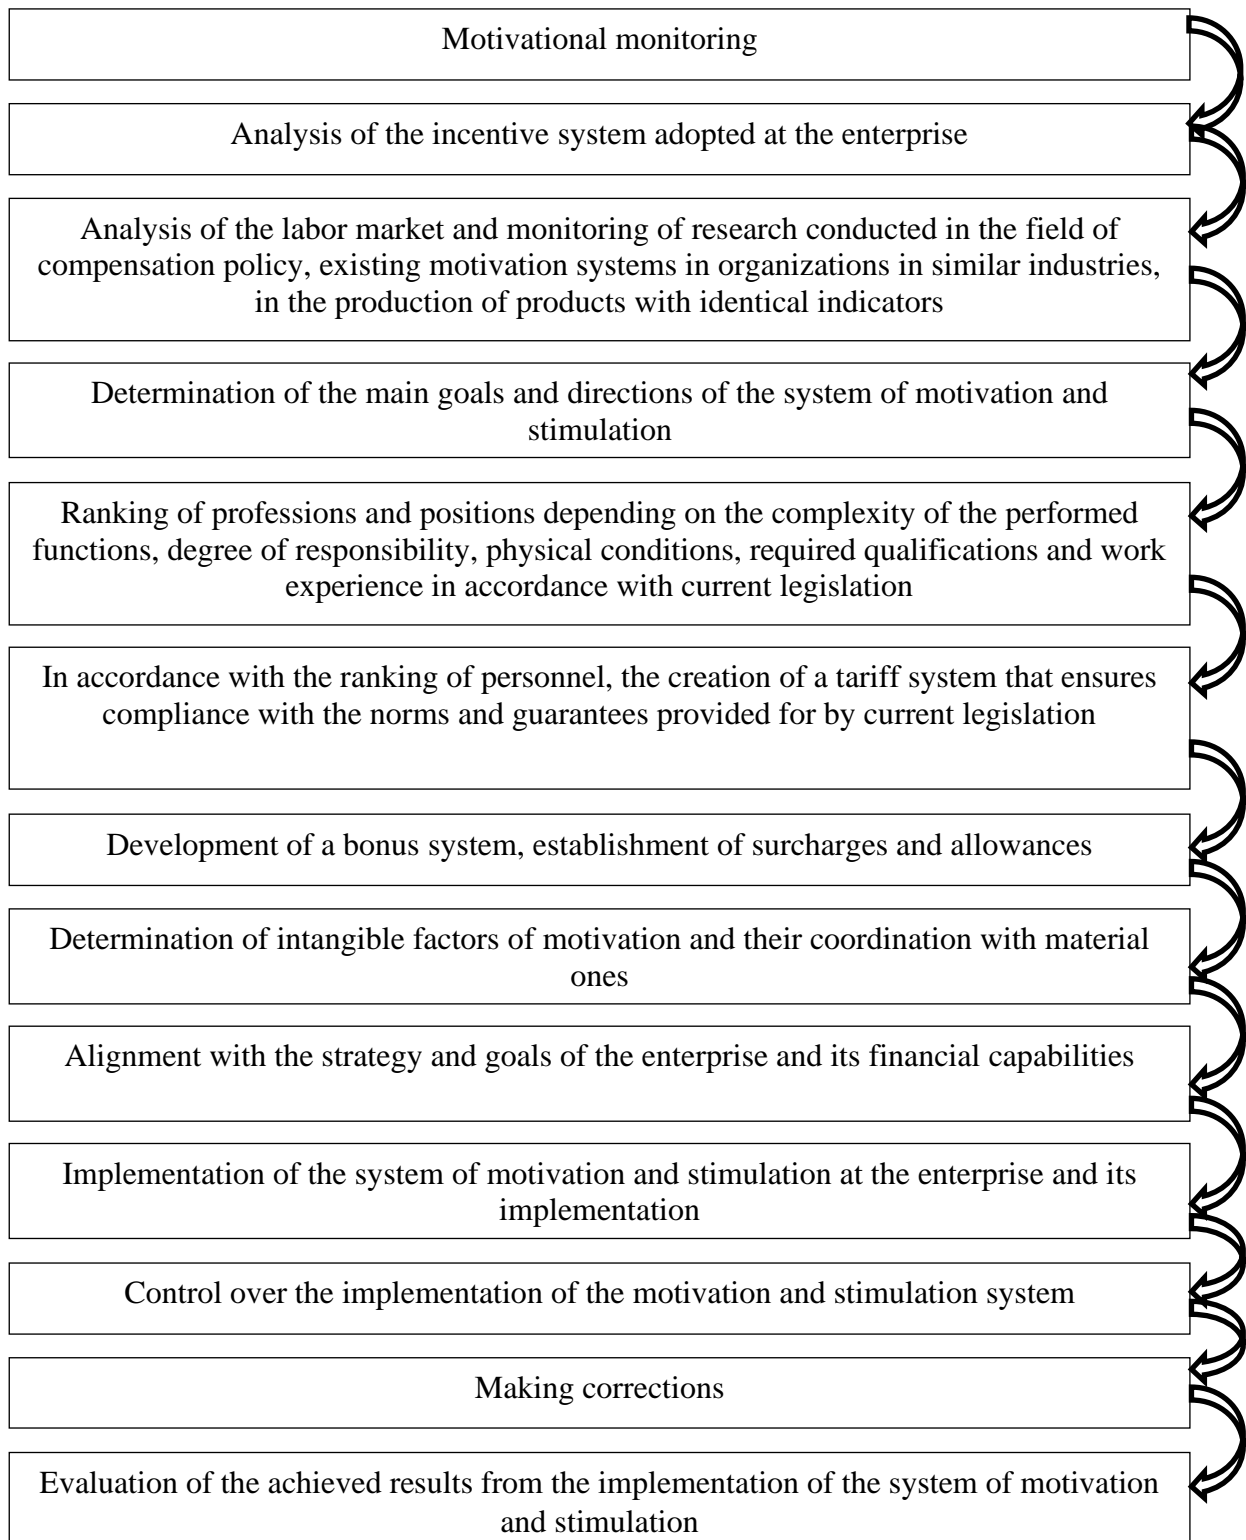 Motivational monitoring
Analysis of the incentive system adopted at the enterprise
Analysis of the labor market and monitoring of research conducted in the field of
compensation policy, existing motivation systems in organizations in similar industries,
in the production of products with identical indicators
Determination of the main goals and directions of the system of motivation and
stimulation
Ranking of professions and positions depending on the complexity of the performed
functions, degree of responsibility, physical conditions, required qualifications and work
experience in accordance with current legislation
In accordance with the ranking of personnel, the creation of a tariff system that ensures
compliance with the norms and guarantees provided for by current legislation
Development of a bonus system, establishment of surcharges and allowances
Determination of intangible factors of motivation and their coordination with material
ones
Alignment with the strategy and goals of the enterprise and its financial capabilities
Implementation of the system of motivation and stimulation at the enterprise and its
implementation
Control over the implementation of the motivation and stimulation system
Making corrections
Evaluation of the achieved results from the implementation of the system of motivation
and stimulation